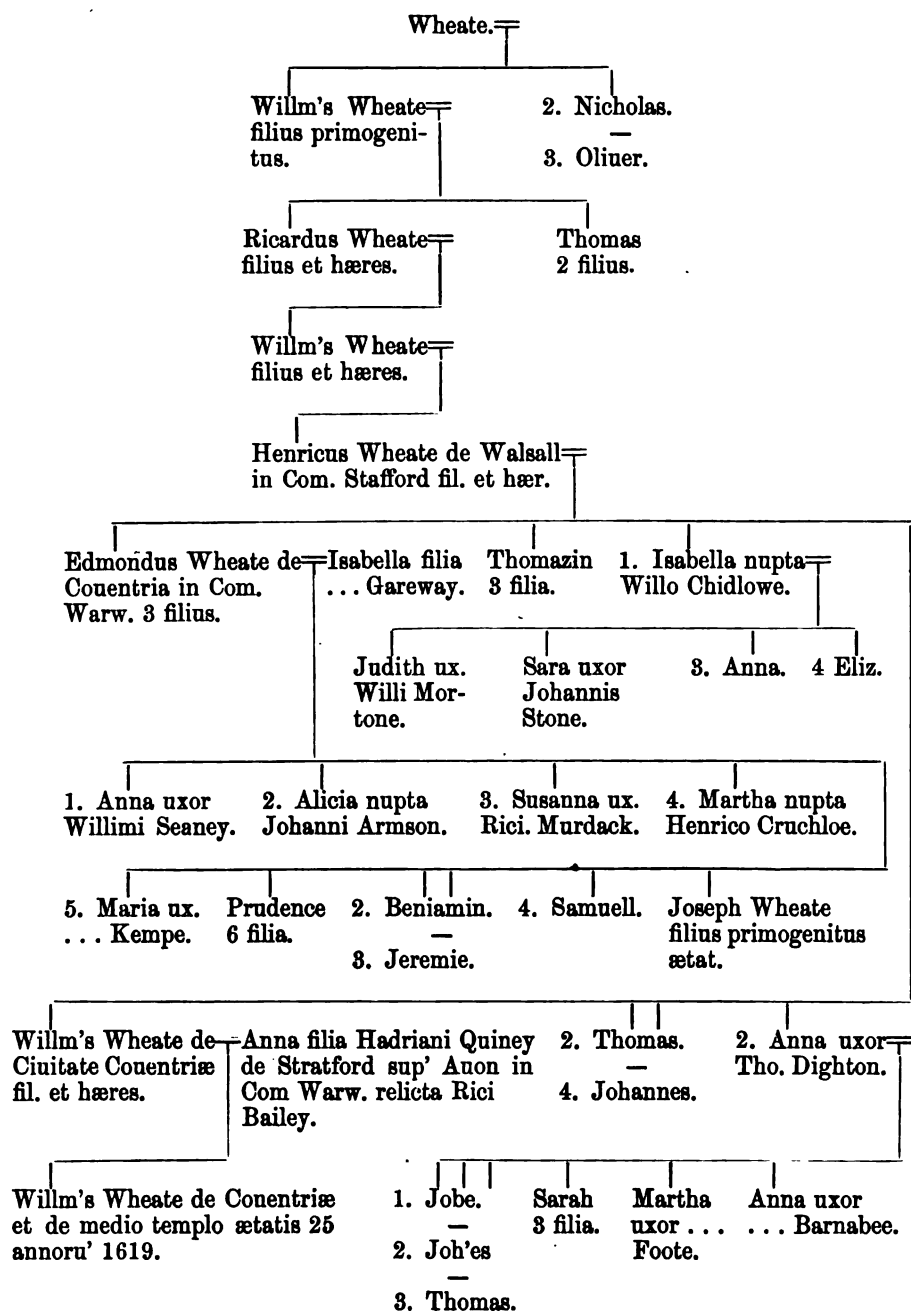 Wheate.
Willm's Wheate
filius primogeni-
tus.
2. Nicholas.
—
3. Oliuer.
Ricardus Wheate
filius et hæres.
Thomas
2 filius.
Willm's Wheate
filius et hæres.
Henricus Wheate de Walsall
in Com. Stafford fil. et hær.
Edmondus Wheate de
Couentria in Com.
Warw. 3 filius.
Isabella filia
... Gareway.
Thomazin
3 filia.
1. Isabella nupta
Willo Chidlowe.
Judith ux.
Willi Mor-
tone.
Sara uxor
Johannis
Stone.
3. Anna.
4 Eliz.
1. Anna uxor
Willimi Seaney.
2. Alicia nupta
Johanni Armson.
3. Susanna ux.
Rici. Murdack.
4. Martha nupta
Henrico Cruchloe.
5. Maria ux.
... Kempe.
Prudence
6 filia.
2. Beniamin.
—
3. Jeremie.
4. Samuell.
Joseph Wheate
filius primogenitus
ætat.
Willm's Wheate de
Ciuitate Couentriæ
fil. et hæres.
Anna filia Hadriani Quiney
de Stratford sup' Auon in
Com Warw. relicta Rici
Bailey.
2. Thomas.
—
4. Johannes.
2. Anna uxor
Tho. Dighton.
Willm's Wheate de Couentriæ
et de medio templo ætatis 25
annoru' 1619.
1. Jobe.
—
2. Joh'es
—
3. Thomas.
Sarah
3 filia.
Martha
uxor ...
Foote.
Anna uxor
... Barnabee.